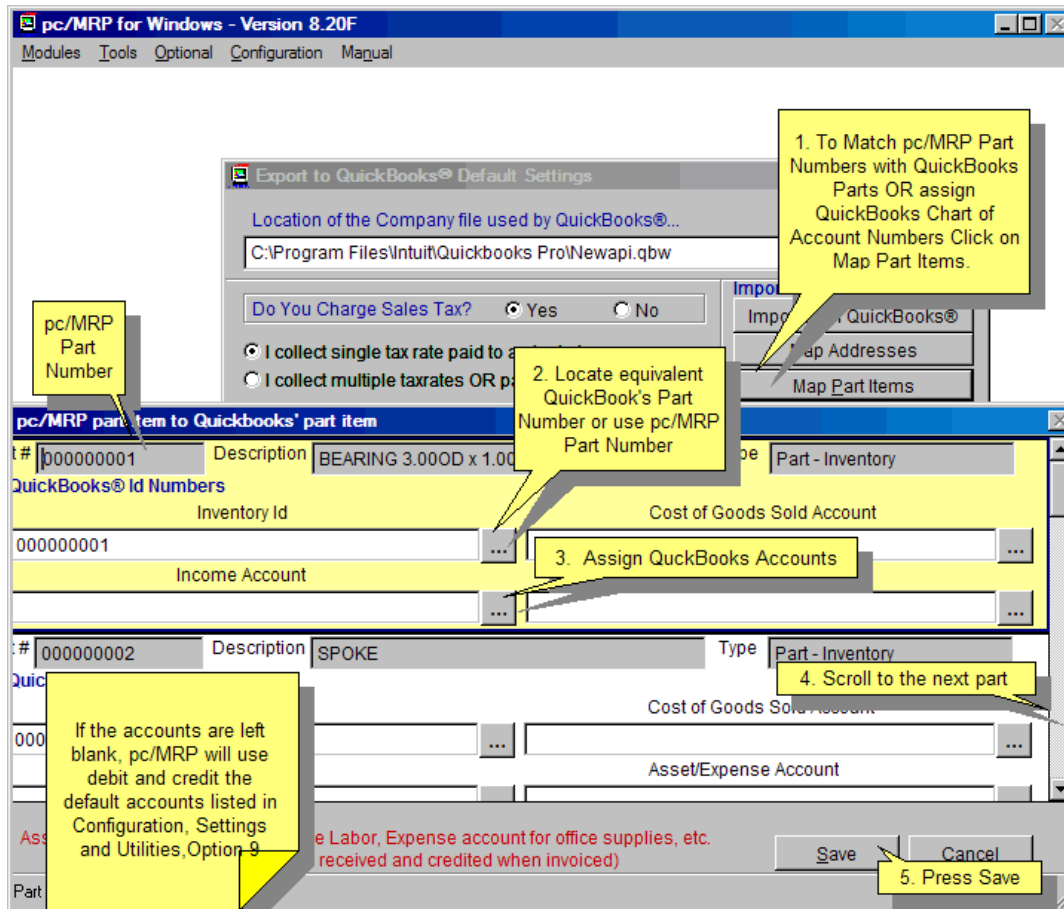 pc/MRP for Windows - Version 8.20F
Modules Tools Optional Configuration Manual
1. To Match pc/MRP Part
Numbers with QuickBooks
Parts OR assign
QuickBooks Chart of
Account Numbers Click on
Map Part Items.
Export to QuickBooks® Default Settings
Location of the Company file used by QuickBooks®...
C:\Program Files\Intuit\Quickbooks Pro\Newapi.qbw
Do You Charge Sales Tax? Yes No
QuickBooks®
Map Addresses
Map Part Items
I collect single tax rate paid to
I collect multiple taxrates OR
pc/MRP
Part
Number
2. Locate equivalent
QuickBook's Part
Number or use pc/MRP
Part Number
pc/MRP part item to Quickbooks' part item
# 000000001 Description BEARING 3.00OD x 1.00 Part - Inventory
QuickBooks® Id Numbers
Inventory Id Cost of Goods Sold Account
000000001 ...
...
3. Assign QuckBooks Accounts
Income Account
... ...
# 000000002 Description SPOKE Type Part - Inventory
4. Scroll to the next part
Cost of Goods Sold Account
... ...
Asset/Expense Account
If the accounts are left
blank, pc/MRP will use
debit and credit the
default accounts listed in
Configuration, Settings
and Utilities,Option 9
Labor, Expense account for office supplies, etc.
received and credited when invoiced)
Save Cancel
5. Press Save
Part